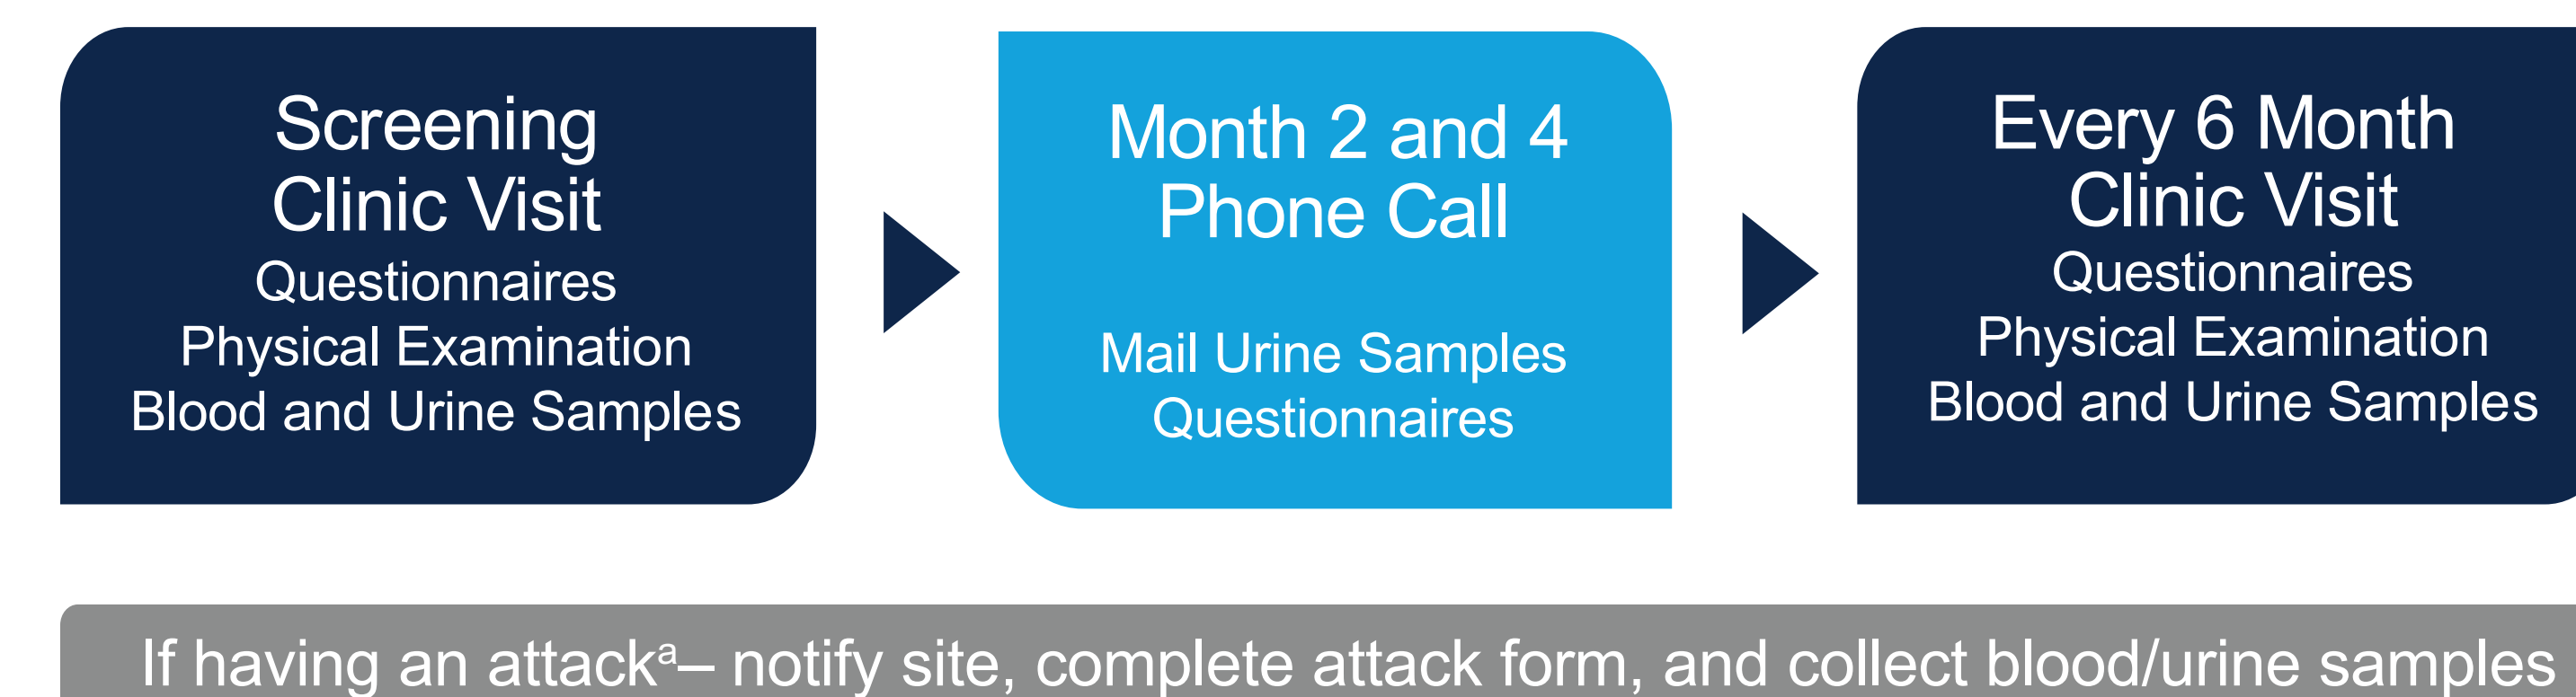 Screening
Clinic Visit
Questionnaires
Physical Examination
Blood and Urine Samples
Month 2 and 4
Phone Call
Mail Urine Samples
Questionnaires
Every 6 Month
Clinic Visit
Questionnaires
Physical Examination
Blood and Urine Samples
If having an attackᵃ– notify site, complete attack form, and collect blood/urine samples